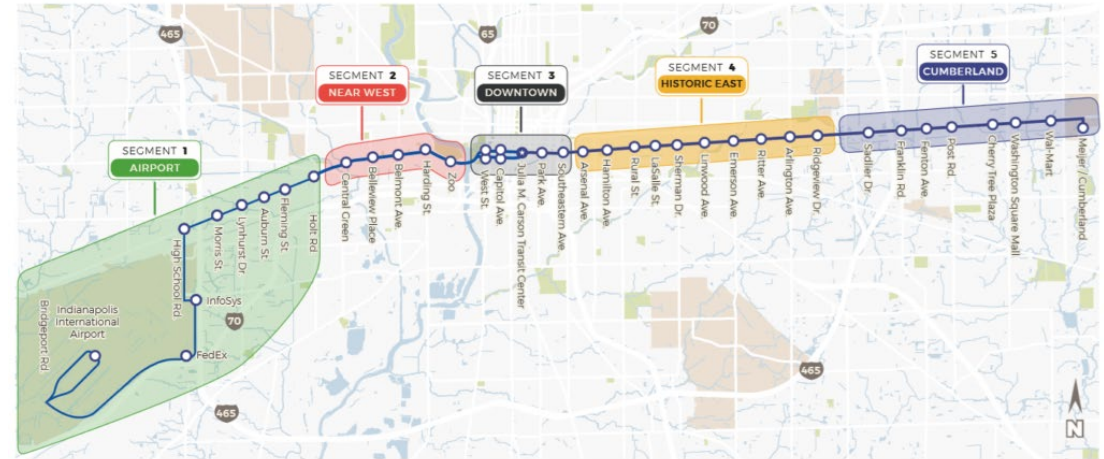 465
65
70
SEGMENT 5
CUMBERLAND
SEGMENT 4
HISTORIC EAST
SEGMENT 2
NEAR WEST
SEGMENT 3
DOWNTOWN
SEGMENT 1
AIRPORT
Bridgeport Rd
Indianapolis
International
Airport
FedEx
InfoSys
High School Rd.
Morris St.
Lynhurst Dr
Auburn St.
Fleming St.
Holt Rd
Central Green
Belleview Place
Belmont Ave.
Harding St.
Zoo
West St.
Capitol Ave.
Julia M. Carson Transit Center
Park Ave.
Southeastern Ave.
Arsenal Ave.
Hamilton Ave.
Rural St.
LaSalle St.
Sherman Dr.
Linwood Ave.
Emerson Ave.
Ritter Ave.
Arlington Ave.
Ridgeview Dr.
Sadlier Dr.
Franklin Rd.
Fenton Ave.
Post Rd.
Cherry Tree Plaza
Washington Square Mall
Wal-Mart
Meijer / Cumberland
70
465
465
N